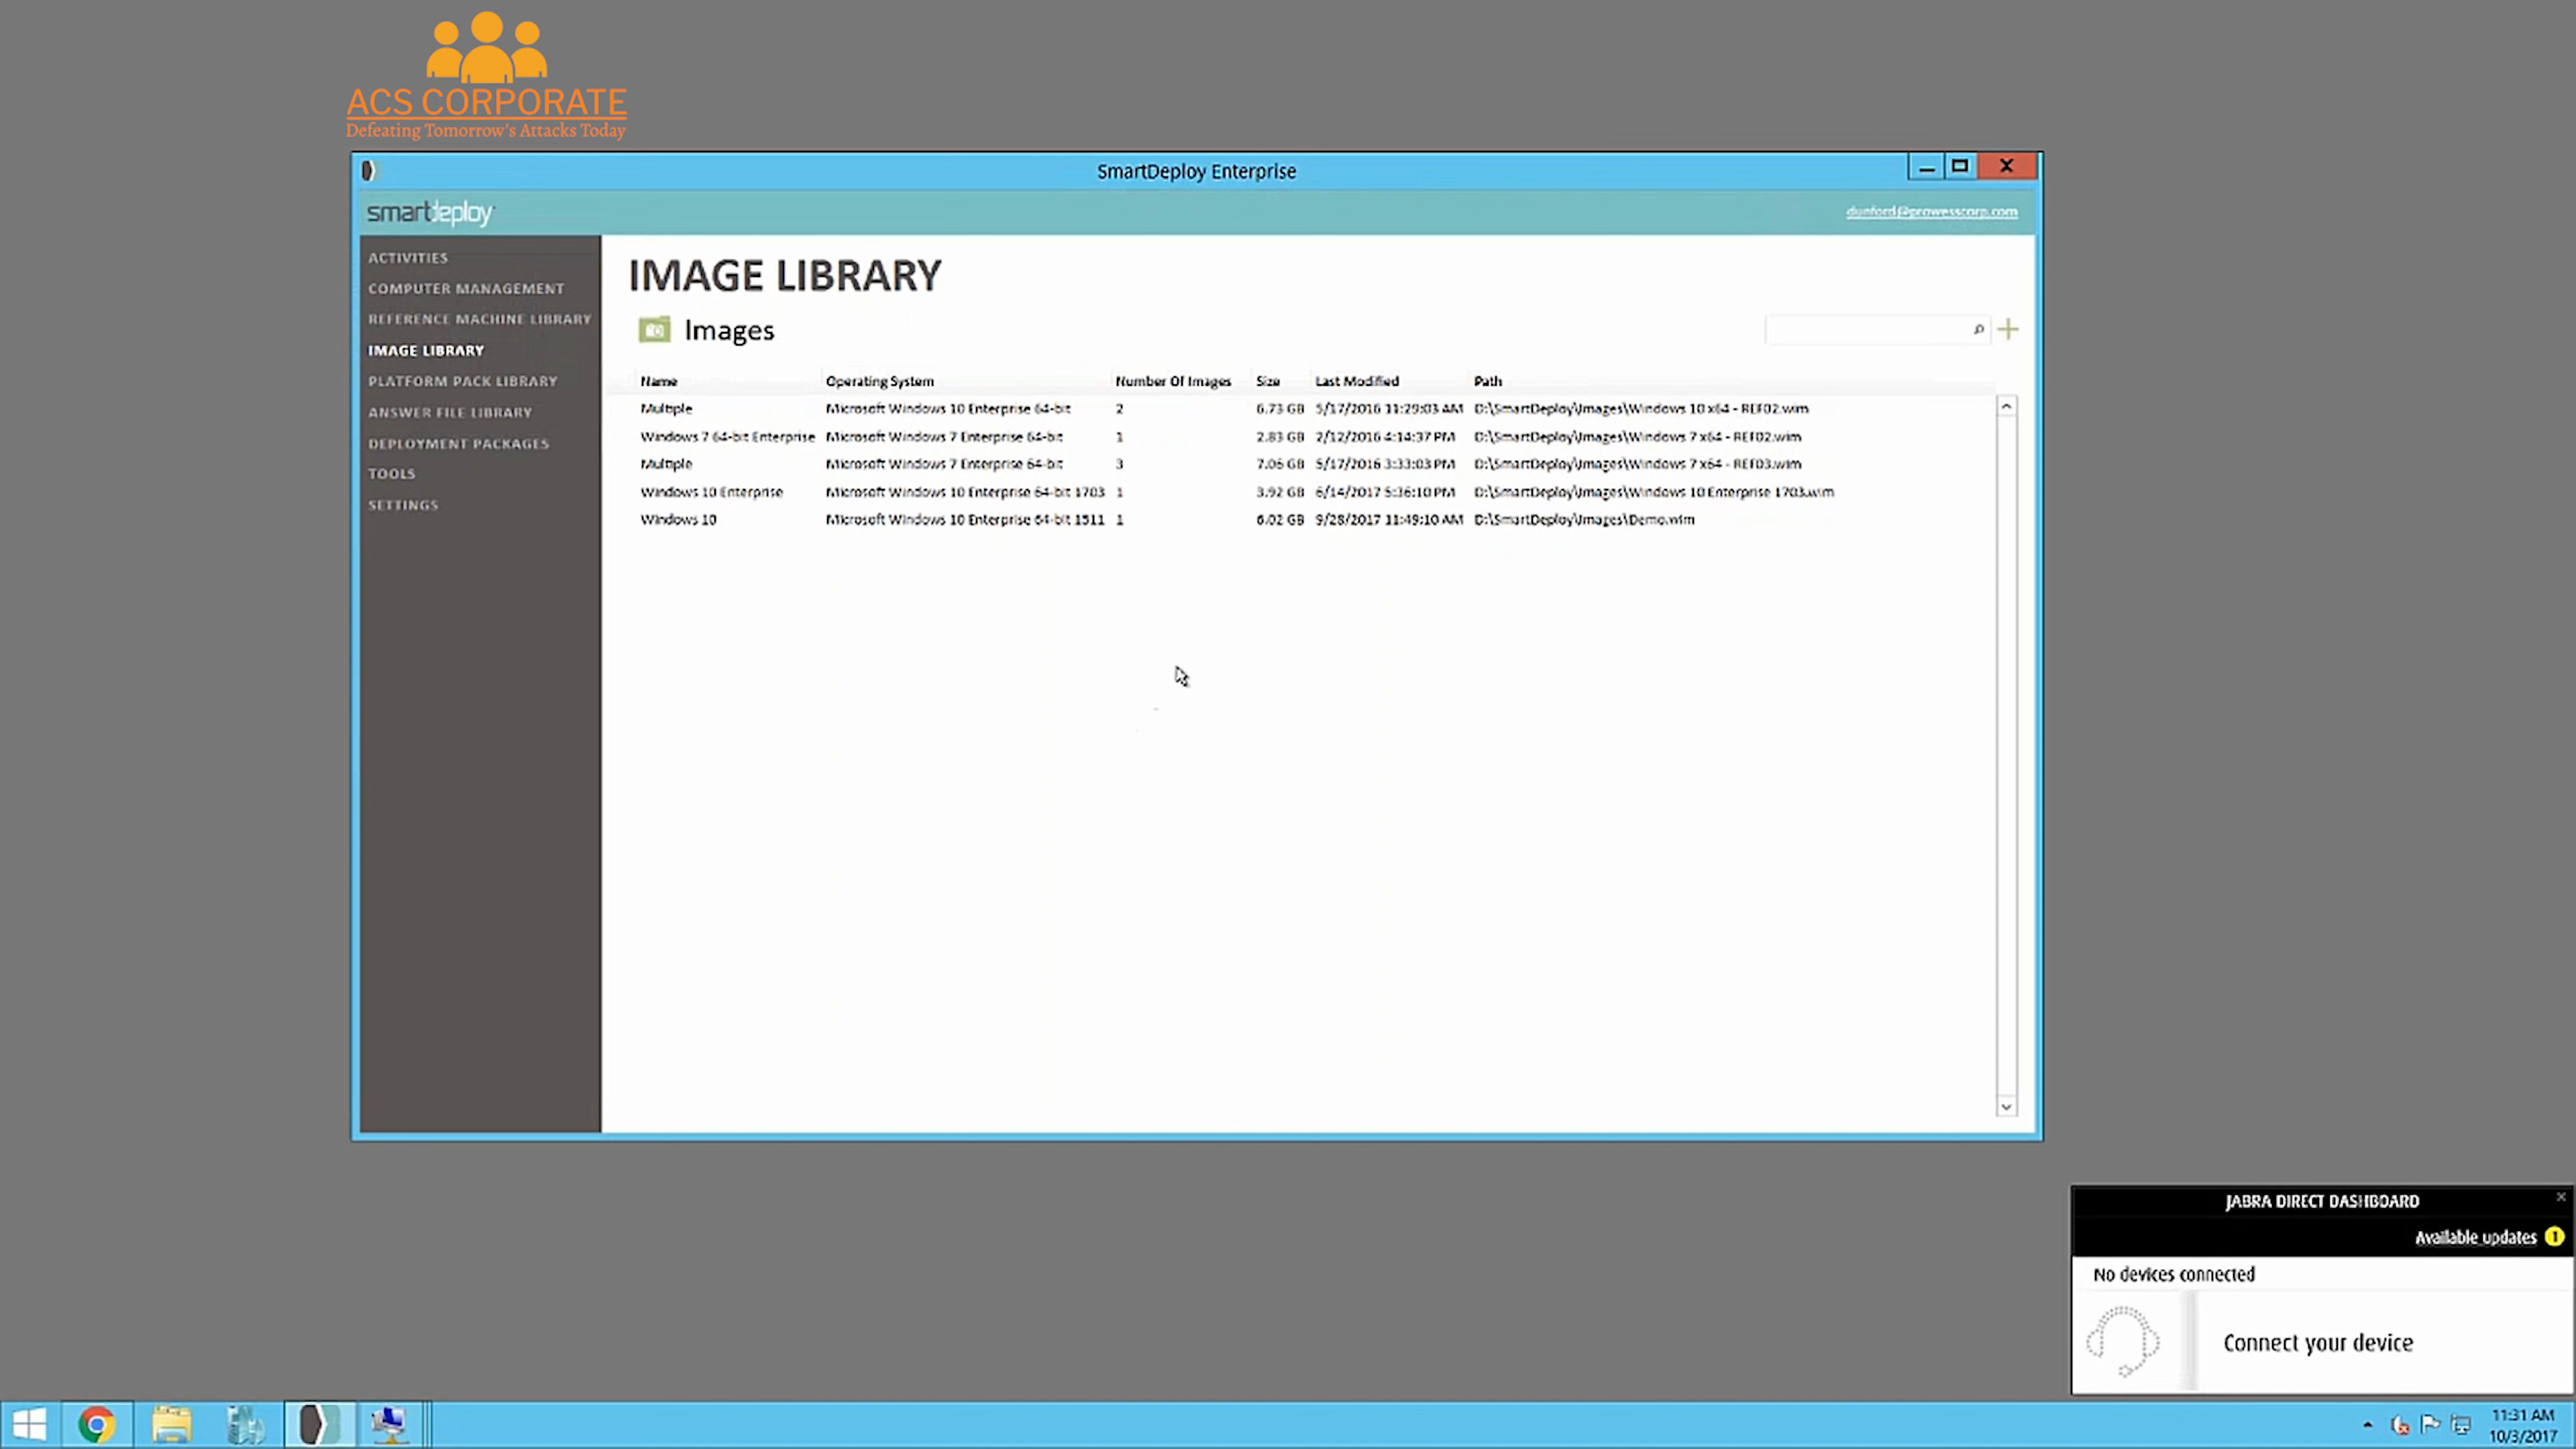 ACS CORPORATE
Defeating Tomorrow's Attacks Today
SmartDeploy Enterprise
smartdeploy
dunford@prowesscorp.com
ACTIVITIES
COMPUTER MANAGEMENT
REFERENCE MACHINE LIBRARY
IMAGE LIBRARY
PLATFORM PACK LIBRARY
ANSWER FILE LIBRARY
DEPLOYMENT PACKAGES
TOOLS
SETTINGS
IMAGE LIBRARY
Images
Name Operating System Number Of Images Size Last Modified Path
Multiple Microsoft Windows 10 Enterprise 64-bit 2 6.73 GB 5/17/2016 11:29:03 AM D:\SmartDeploy\Images\Windows 10 x64 - REF02.wim
Windows 7 64-bit Enterprise Microsoft Windows 7 Enterprise 64-bit 1 2.83 GB 2/12/2016 4:14:37 PM D:\SmartDeploy\Images\Windows 7 x64 - REF02.wim
Multiple Microsoft Windows 7 Enterprise 64-bit 3 7.06 GB 5/17/2016 3:33:03 PM D:\SmartDeploy\Images\Windows 7 x64 - REF03.wim
Windows 10 Enterprise Microsoft Windows 10 Enterprise 64-bit 1703 1 3.92 GB 6/14/2017 5:36:10 PM D:\SmartDeploy\Images\Windows 10 Enterprise 1703.wim
Windows 10 Microsoft Windows 10 Enterprise 64-bit 1511 1 6.02 GB 9/28/2017 11:49:10 AM D:\SmartDeploy\Images\Demo.wim
JABRA DIRECT DASHBOARD
Available updates 1
No devices connected
Connect your device
11:31 AM
10/3/2017